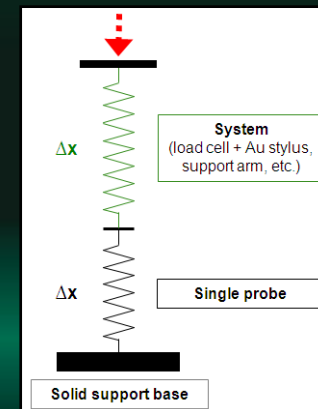 System
(load cell + Au stylus,
support arm, etc.)
Δx
Δx
Single probe
Solid support base